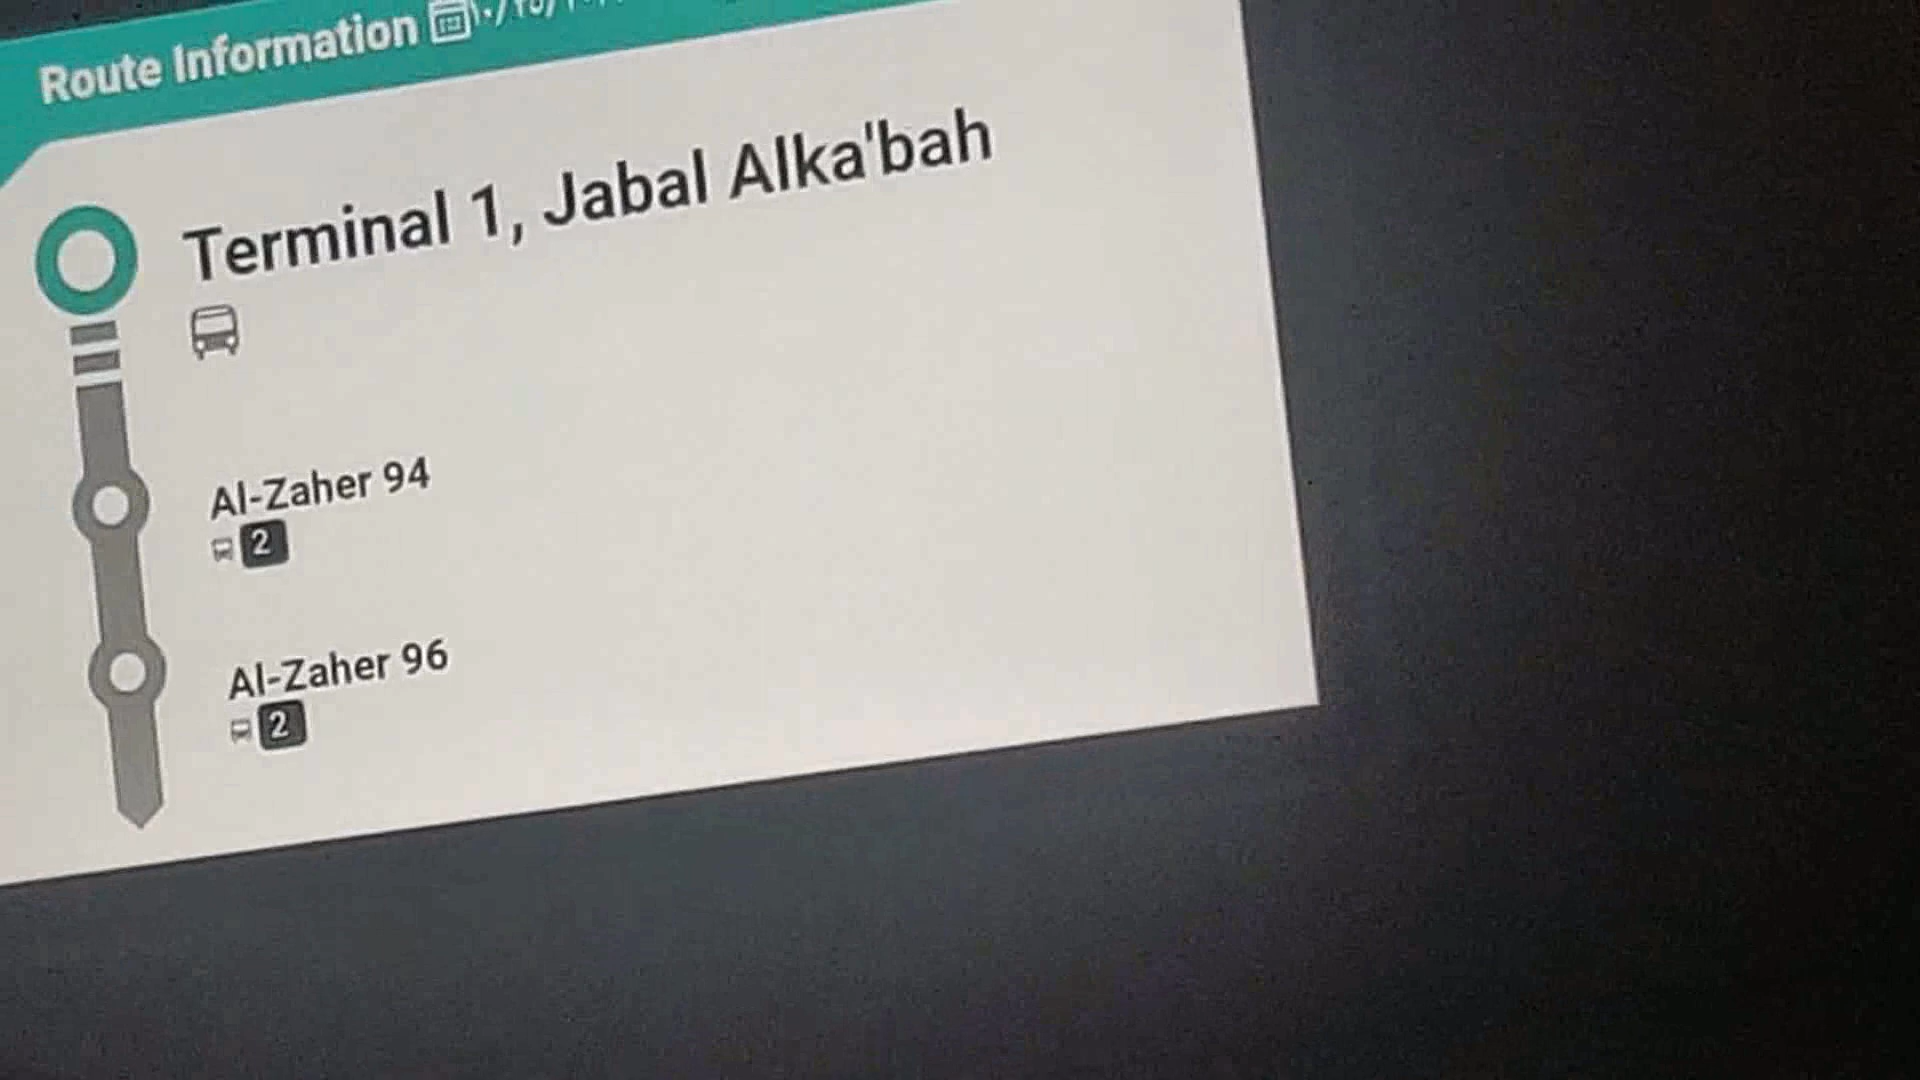 Route Information
Terminal 1, Jabal Alka'bah
Al-Zaher 94
2
Al-Zaher 96
2